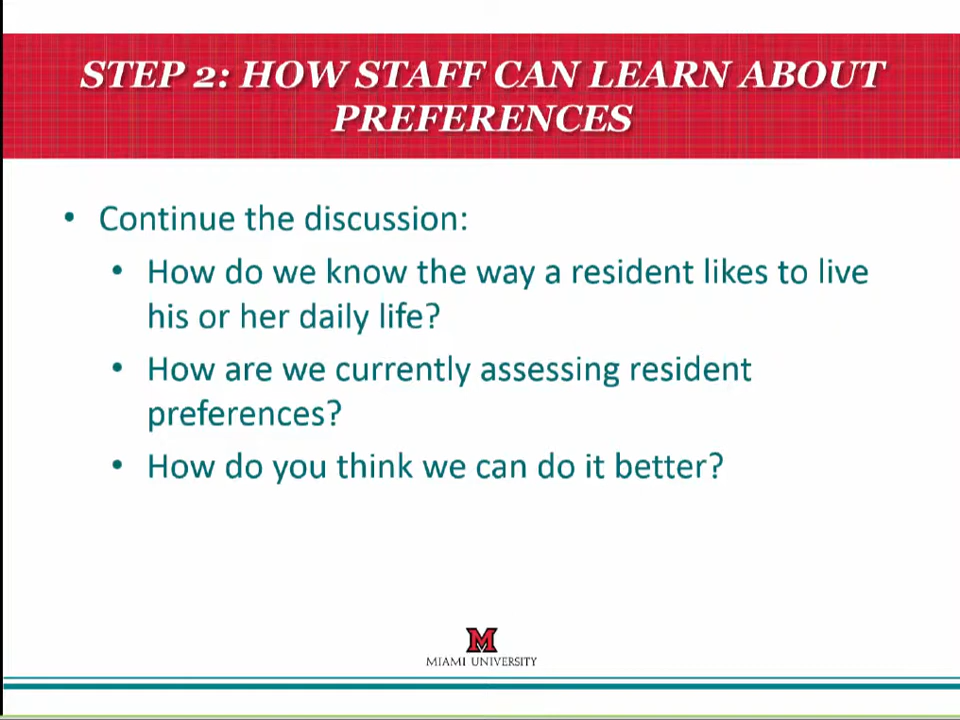 STEP 2: HOW STAFF CAN LEARN ABOUT
PREFERENCES
• Continue the discussion:
• How do we know the way a resident likes to live
his or her daily life?
• How are we currently assessing resident
preferences?
• How do you think we can do it better?
M
MIAMI UNIVERSITY